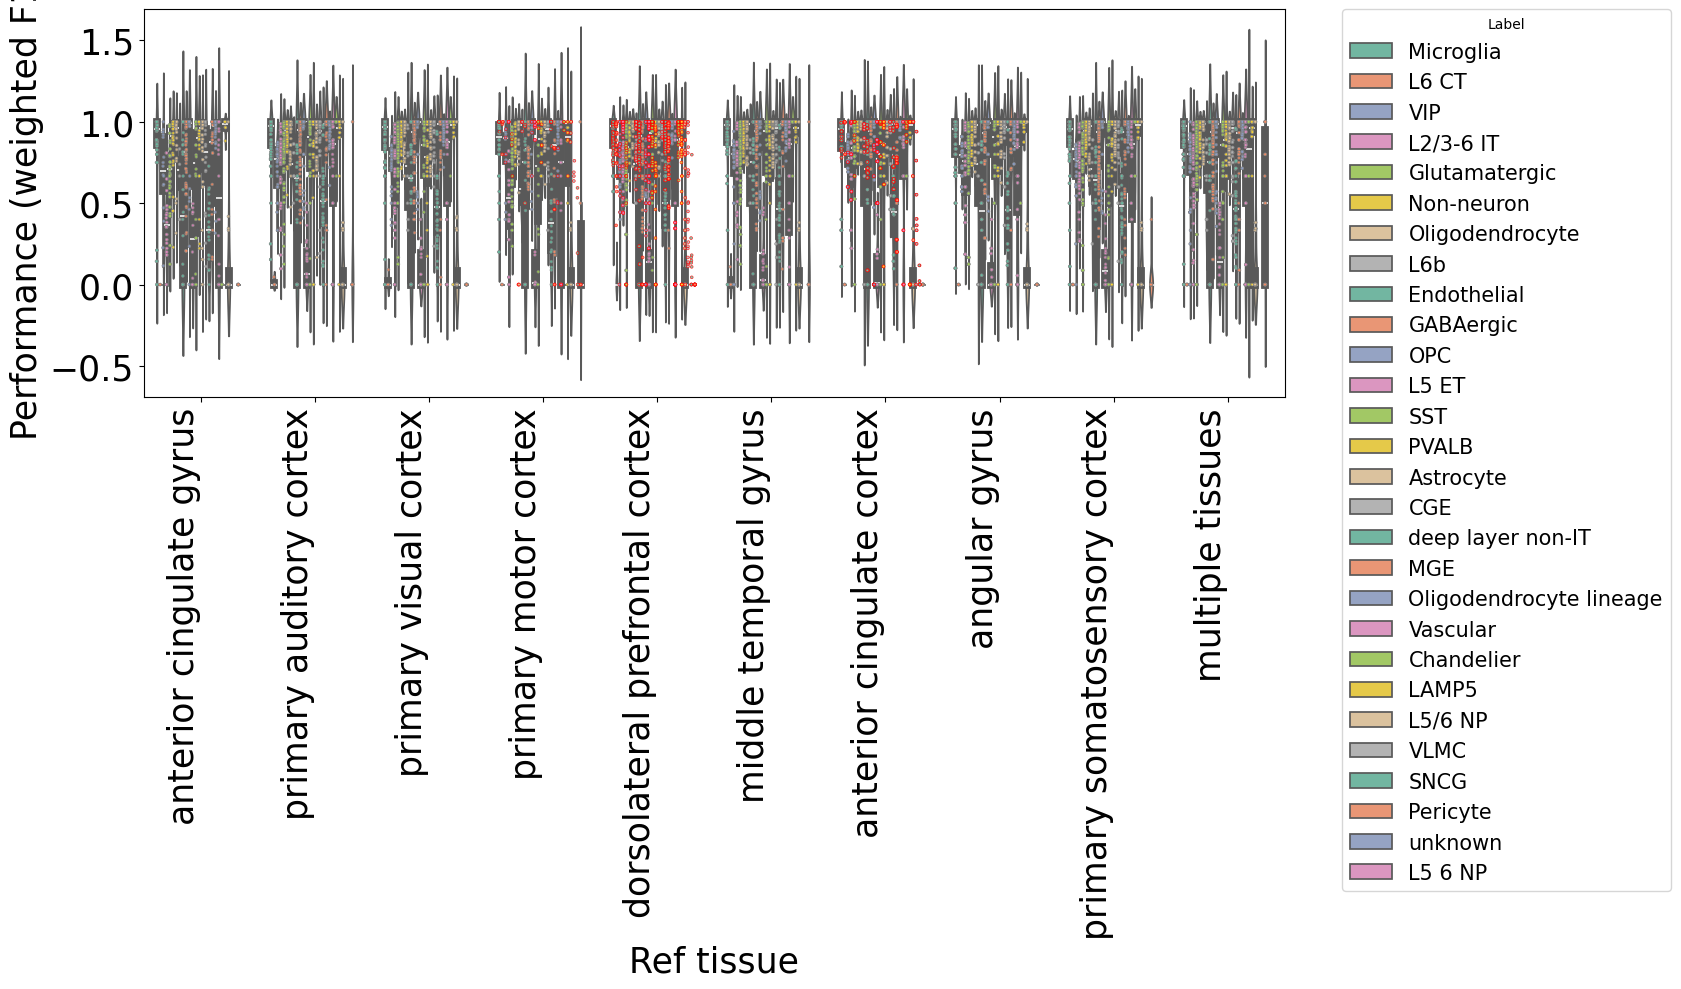 Performance (weighted F
1.5
1.0
0.5
0.0
−0.5
anterior cingulate gyrus
primary auditory cortex
primary visual cortex
primary motor cortex
dorsolateral prefrontal cortex
middle temporal gyrus
anterior cingulate cortex
angular gyrus
primary somatosensory cortex
multiple tissues
Ref tissue
Label
Microglia
L6 CT
VIP
L2/3-6 IT
Glutamatergic
Non-neuron
Oligodendrocyte
L6b
Endothelial
GABAergic
OPC
L5 ET
SST
PVALB
Astrocyte
CGE
deep layer non-IT
MGE
Oligodendrocyte lineage
Vascular
Chandelier
LAMP5
L5/6 NP
VLMC
SNCG
Pericyte
unknown
L5 6 NP